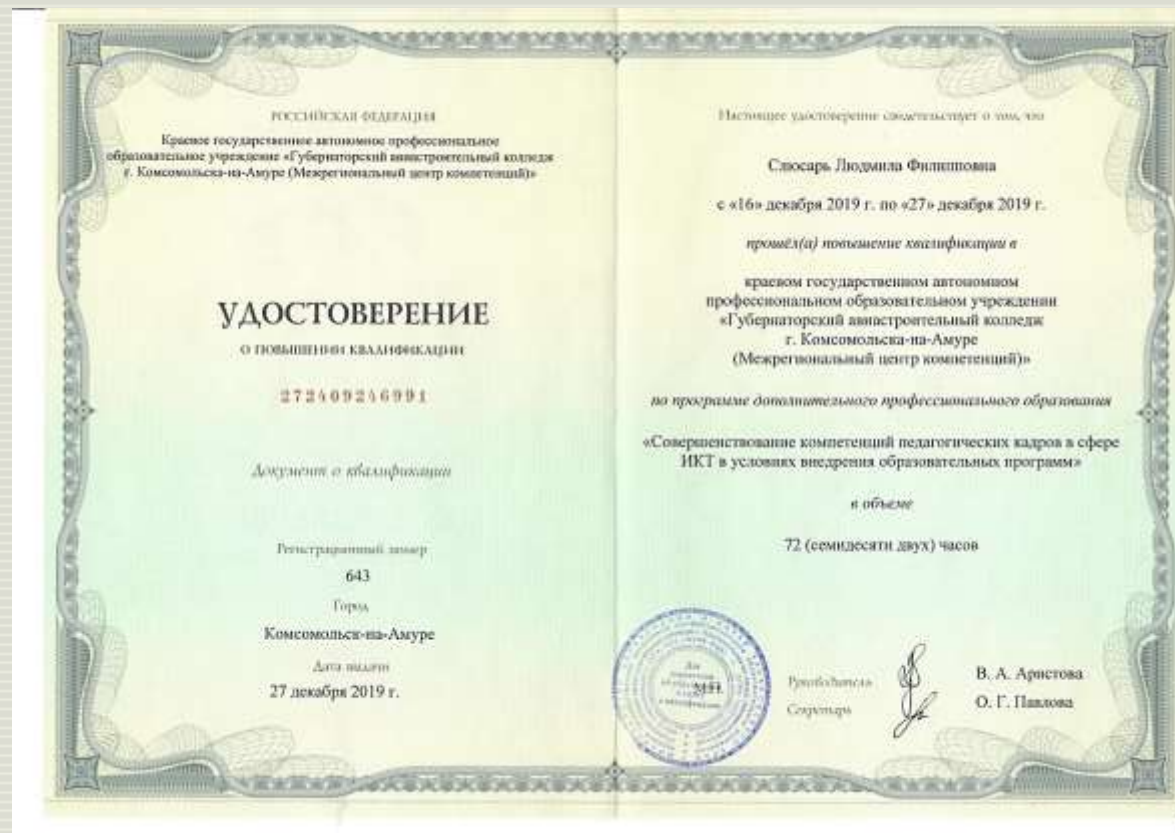 РОССИЙСКАЯ ФЕДЕРАЦИЯ
Краевое государственное автономное профессиональное
образовательное учреждение «Губернаторский авиастроительный колледж
г. Комсомольска-на-Амуре (Межрегиональный центр компетенций)»
УДОСТОВЕРЕНИЕ
О ПОВЫШЕНИИ КВАЛИФИКАЦИИ
272409246991
Документ о квалификации
Регистрационный номер
643
Город
Комсомольск-на-Амуре
Дата выдачи
27 декабря 2019 г.
Настоящее удостоверение свидетельствует о том, что
Слюсарь Людмила Филипповна
с «16» декабря 2019 г. по «27» декабря 2019 г.
прошёл(а) повышение квалификации в
краевом государственном автономном
профессиональном образовательном учреждении
«Губернаторский авиастроительный колледж
г. Комсомольска-на-Амуре
(Межрегиональный центр компетенций)»
по программе дополнительного профессионального образования
«Совершенствование компетенций педагогических кадров в сфере
ИКТ в условиях внедрения образовательных программ»
в объеме
72 (семидесяти двух) часов
М.П.
Руководитель
В. А. Аристова
Секретарь
О. Г. Павлова